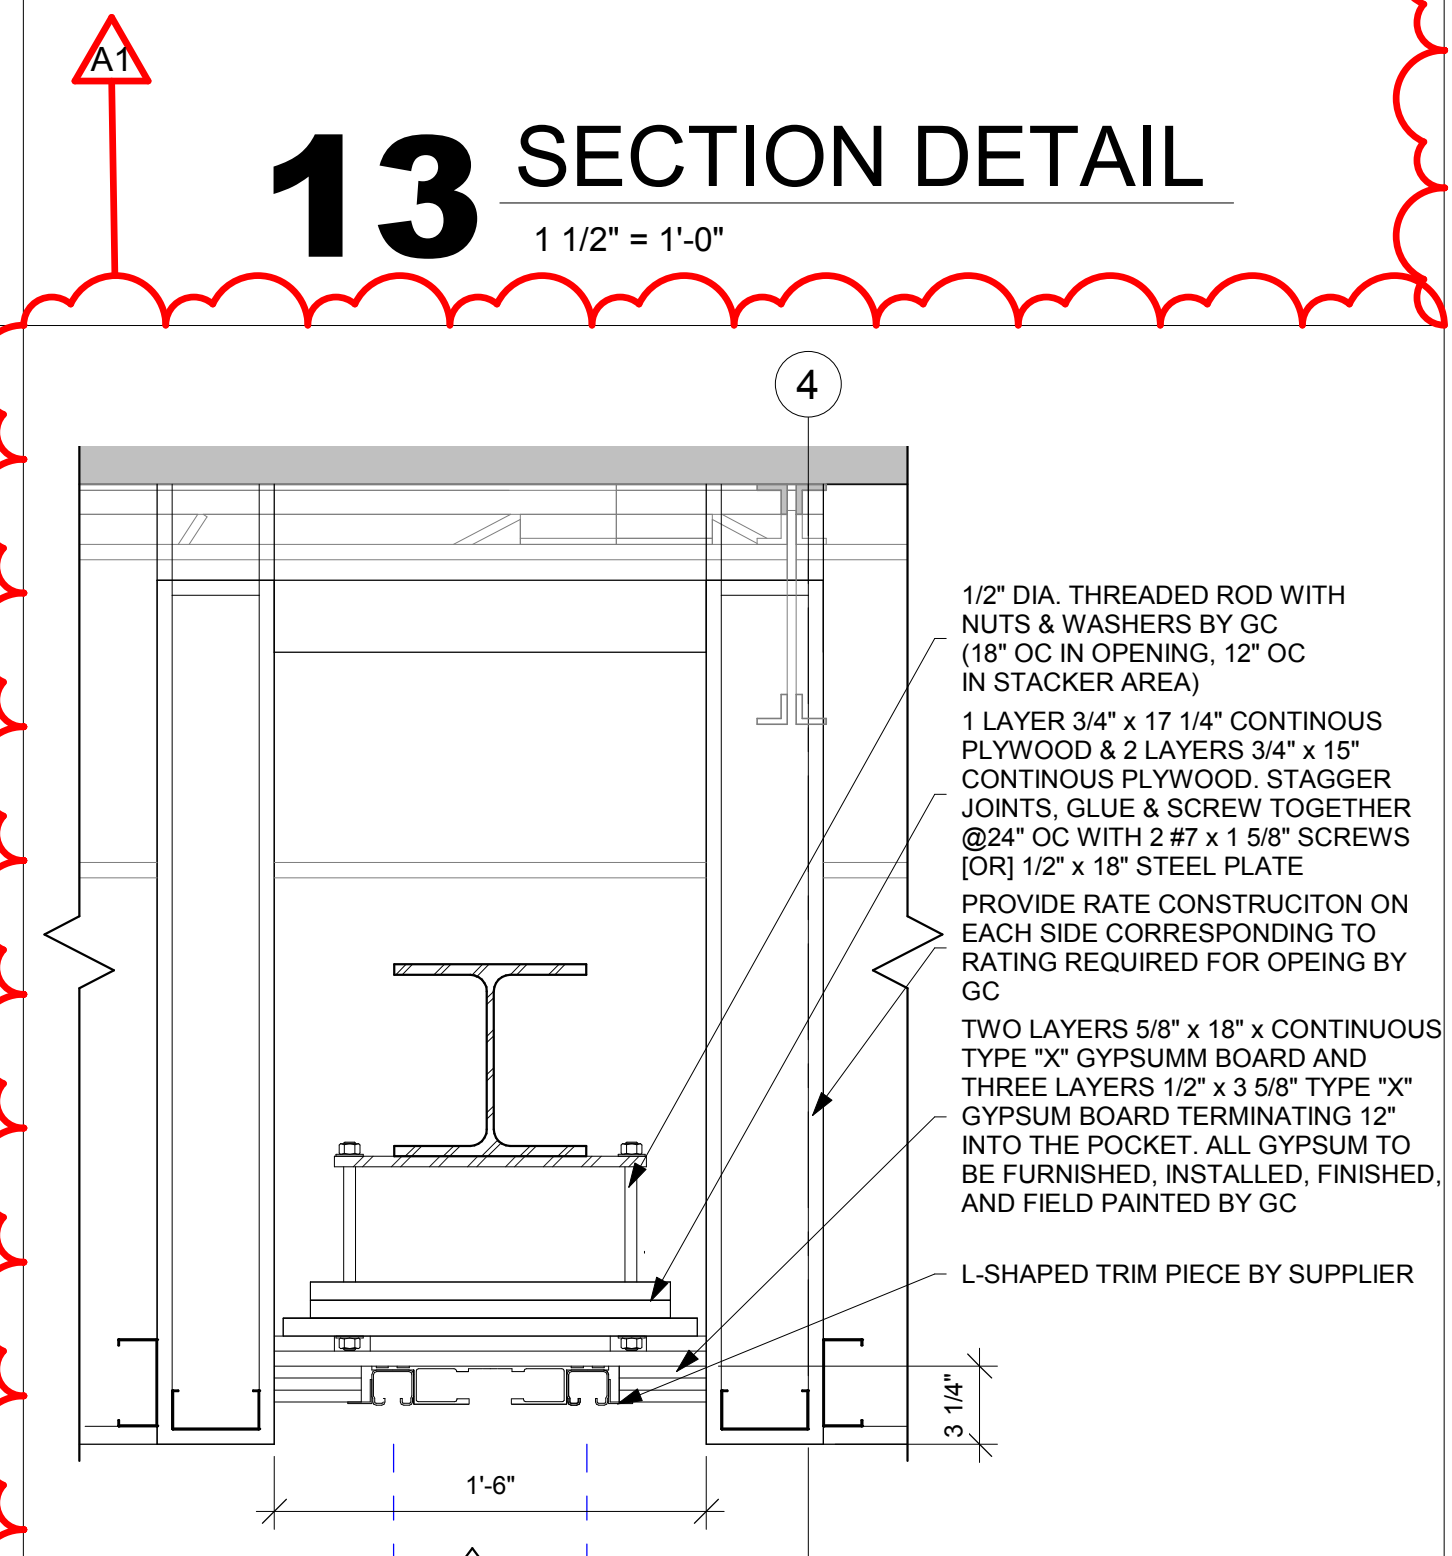 A1
13 SECTION DETAIL
1 1/2" = 1'-0"
4
1/2" DIA. THREADED ROD WITH
NUTS & WASHERS BY GC
(18" OC IN OPENING, 12" OC
IN STACKER AREA)
1 LAYER 3/4" x 17 1/4" CONTINOUS
PLYWOOD & 2 LAYERS 3/4" x 15"
CONTINOUS PLYWOOD. STAGGER
JOINTS, GLUE & SCREW TOGETHER
@24" OC WITH 2 #7 x 1 5/8" SCREWS
[OR] 1/2" x 18" STEEL PLATE
PROVIDE RATE CONSTRUCITON ON
EACH SIDE CORRESPONDING TO
RATING REQUIRED FOR OPEING BY
GC
TWO LAYERS 5/8" x 18" x CONTINUOUS
TYPE "X" GYPSUMM BOARD AND
THREE LAYERS 1/2" x 3 5/8" TYPE "X"
GYPSUM BOARD TERMINATING 12"
INTO THE POCKET. ALL GYPSUM TO
BE FURNISHED, INSTALLED, FINISHED,
AND FIELD PAINTED BY GC
L-SHAPED TRIM PIECE BY SUPPLIER
3 1/4"
1'-6"